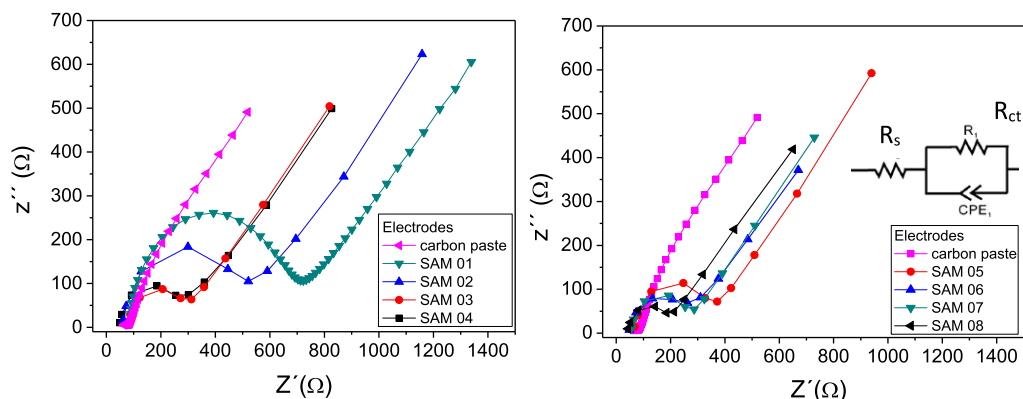 700
600
500
400
300
200
100
0
z´´ (Ω)
0 200 400 600 800 1000 1200 1400
Z´(Ω)
Electrodes
carbon paste
SAM 01
SAM 02
SAM 03
SAM 04
700
600
500
400
300
200
100
0
z´´ (Ω)
0 200 400 600 800 1000 1200 1400
Z´(Ω)
Rs
R1
Rct
CPE1
Electrodes
carbon paste
SAM 05
SAM 06
SAM 07
SAM 08